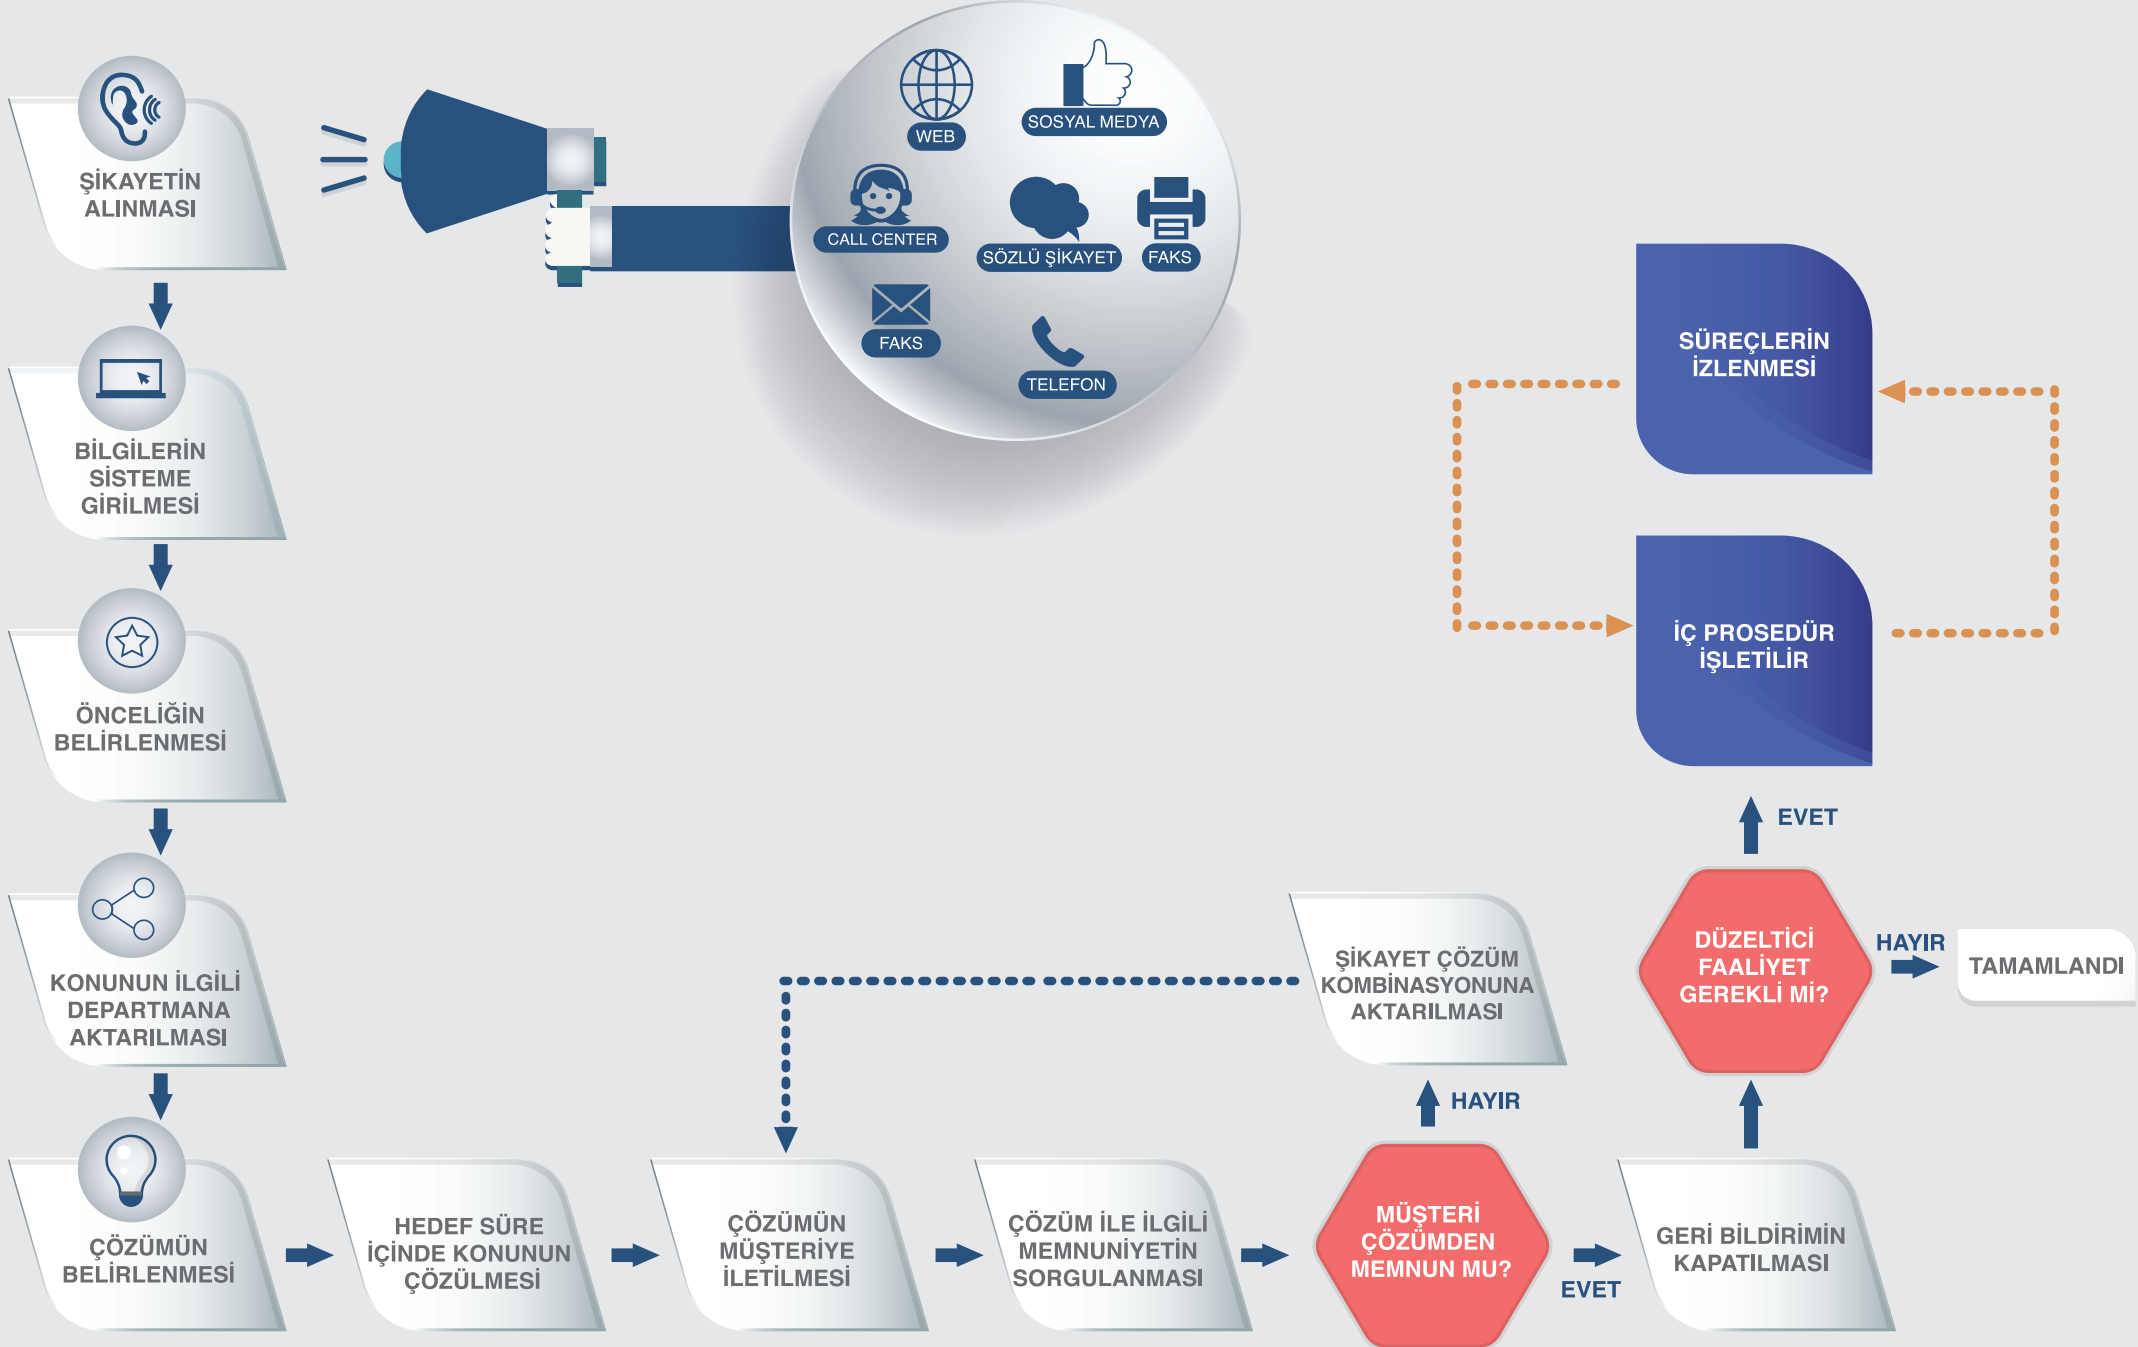 ŞİKAYETİN
ALINMASI
BİLGİLERİN
SİSTEME
GİRİLMESİ
ÖNCELİĞİN
BELİRLENMESİ
KONUNUN İLGİLİ
DEPARTMANA
AKTARILMASI
ÇÖZÜMÜN
BELİRLENMESİ
WEB
SOSYAL MEDYA
CALL CENTER
SÖZLÜ ŞİKAYET
FAKS
FAKS
TELEFON
HEDEF SÜRE
İÇİNDE KONUNUN
ÇÖZÜLMESİ
ÇÖZÜMÜN
MÜŞTERİYE
İLETİLMESİ
ÇÖZÜM İLE İLGİLİ
MEMNUNİYETİN
SORGULANMASI
MÜŞTERİ
ÇÖZÜMDEN
MEMNUN MU?
HAYIR
ŞİKAYET ÇÖZÜM
KOMBİNASYONUNA
AKTARILMASI
EVET
GERİ BİLDİRİMİN
KAPATILMASI
DÜZELTİCİ
FAALİYET
GEREKLİ Mİ?
HAYIR
TAMAMLANDI
EVET
İÇ PROSEDÜR
İŞLETİLİR
SÜREÇLERİN
İZLENMESİ